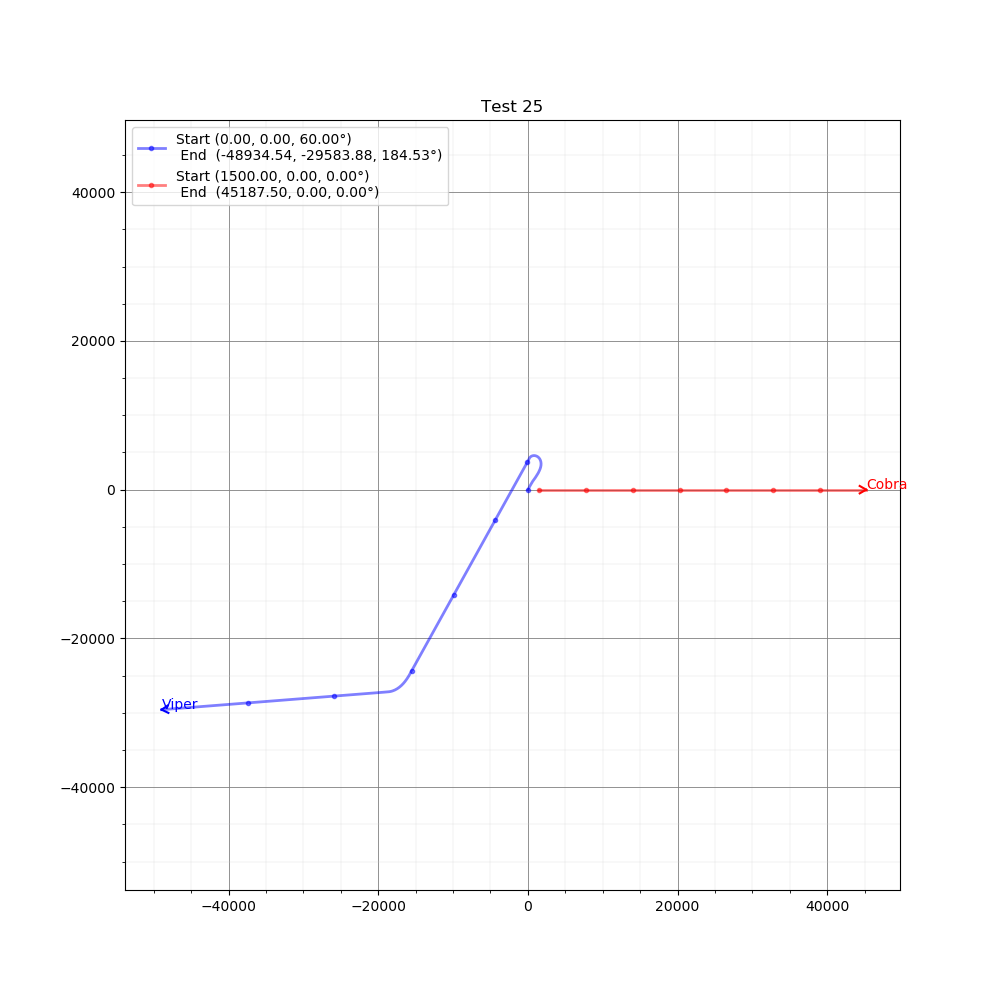 Test 25
Start (0.00, 0.00, 60.00°)
End (-48934.54, -29583.88, 184.53°)
Start (1500.00, 0.00, 0.00°)
End (45187.50, 0.00, 0.00°)
40000
20000
0
−20000
−40000
Cobra
Viper
−40000
−20000
0
20000
40000